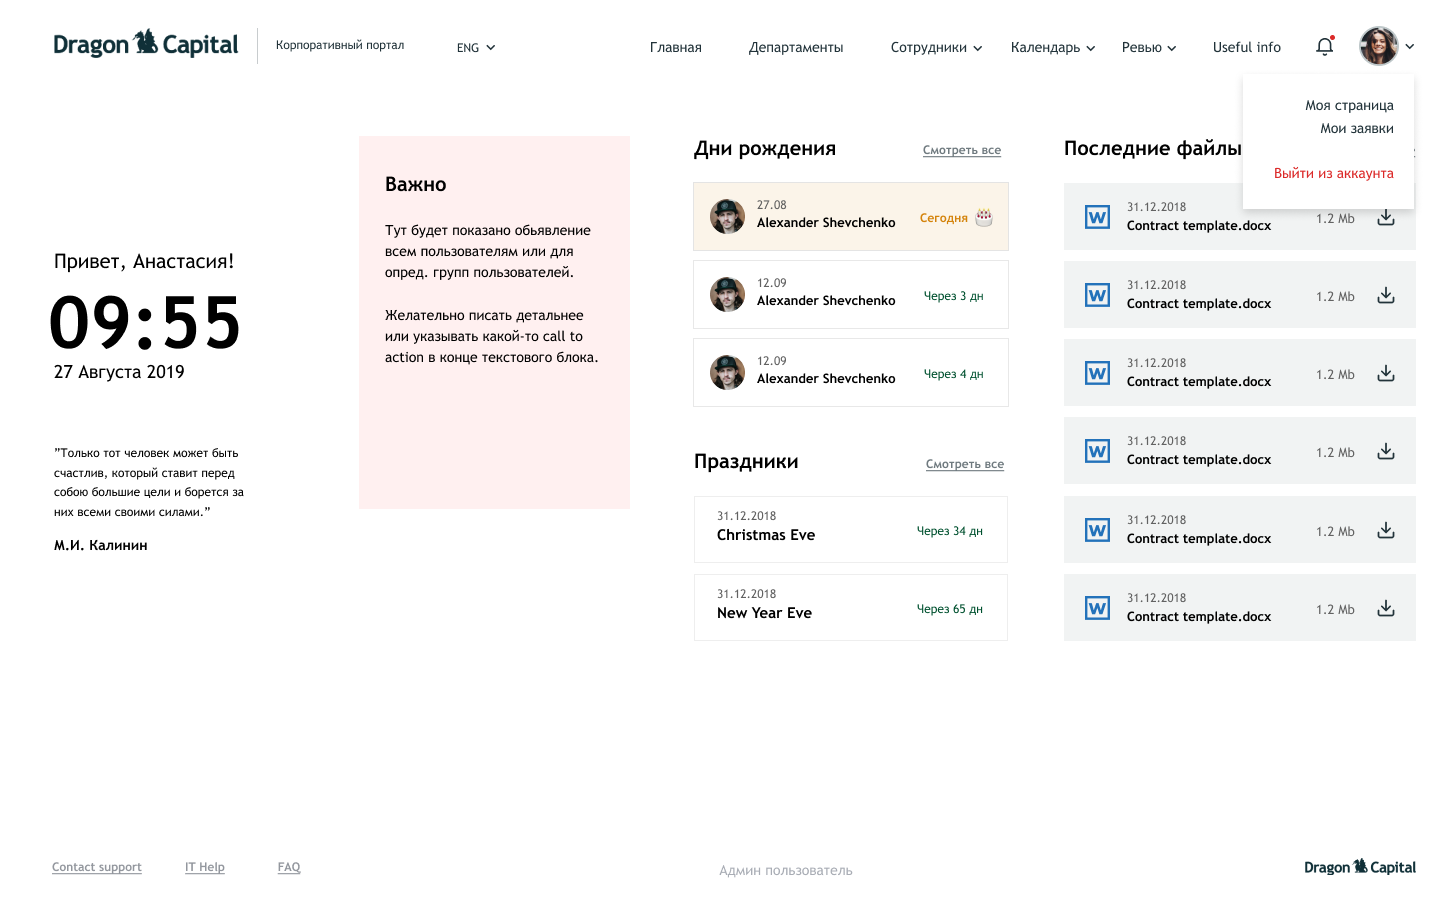 Dragon Capital
Корпоративный портал
ENG
Главная
Департаменты
Сотрудники
Календарь
Ревью
Useful info
Моя страница
Мои заявки
Выйти из аккаунта
Привет, Анастасия!
09:55
27 Августа 2019
”Только тот человек может быть
счастлив, который ставит перед
собою большие цели и борется за
них всеми своими силами.”
М.И. Калинин
Важно
Тут будет показано обьявление
всем пользователям или для
опред. групп пользователей.
Желательно писать детальнее
или указывать какой-то call to
action в конце текстового блока.
Дни рождения
Смотреть все
27.08
Alexander Shevchenko
Сегодня
12.09
Alexander Shevchenko
Через 3 дн
12.09
Alexander Shevchenko
Через 4 дн
Праздники
Смотреть все
31.12.2018
Christmas Eve
Через 34 дн
31.12.2018
New Year Eve
Через 65 дн
Последние файлы
31.12.2018
Contract template.docx
1.2 Mb
31.12.2018
Contract template.docx
1.2 Mb
31.12.2018
Contract template.docx
1.2 Mb
31.12.2018
Contract template.docx
1.2 Mb
31.12.2018
Contract template.docx
1.2 Mb
31.12.2018
Contract template.docx
1.2 Mb
Contact support
IT Help
FAQ
Админ пользователь
Dragon Capital